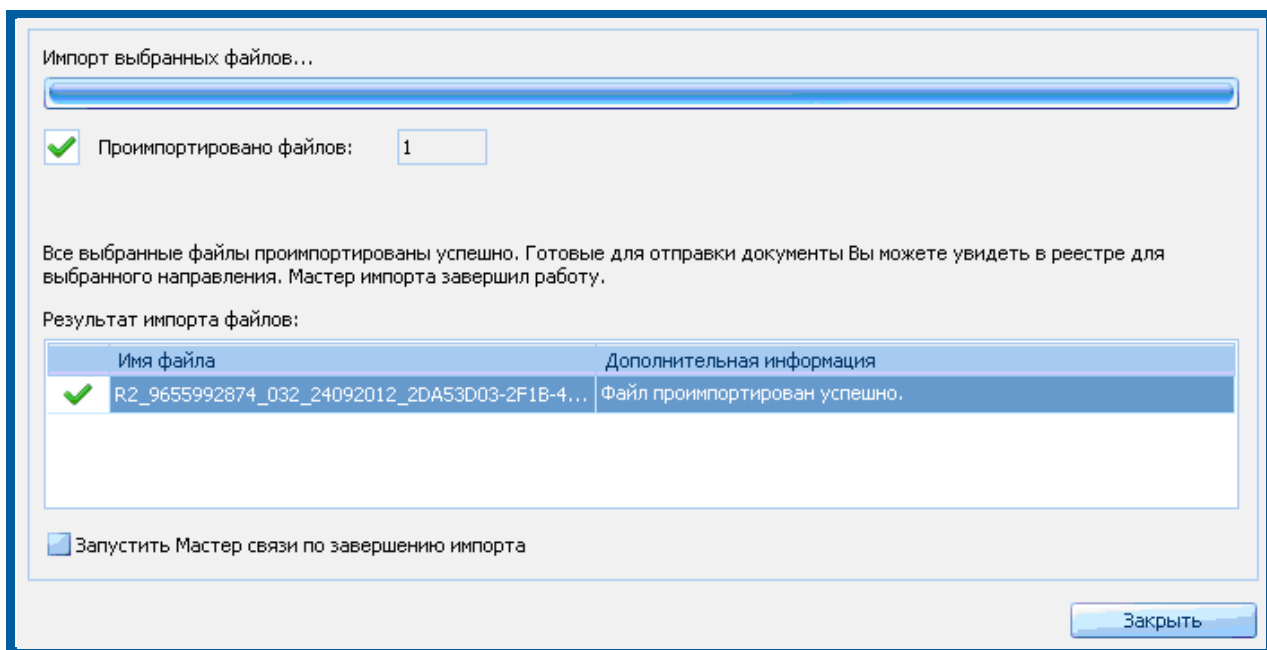 Импорт выбранных файлов...
Проимпортировано файлов: 1
Все выбранные файлы проимпортированы успешно. Готовые для отправки документы Вы можете увидеть в реестре для
выбранного направления. Мастер импорта завершил работу.
Результат импорта файлов:
Имя файла Дополнительная информация
R2_9655992874_032_24092012_2DA53D03-2F1B-4... Файл проимпортирован успешно.
Запустить Мастер связи по завершению импорта
Закрыть